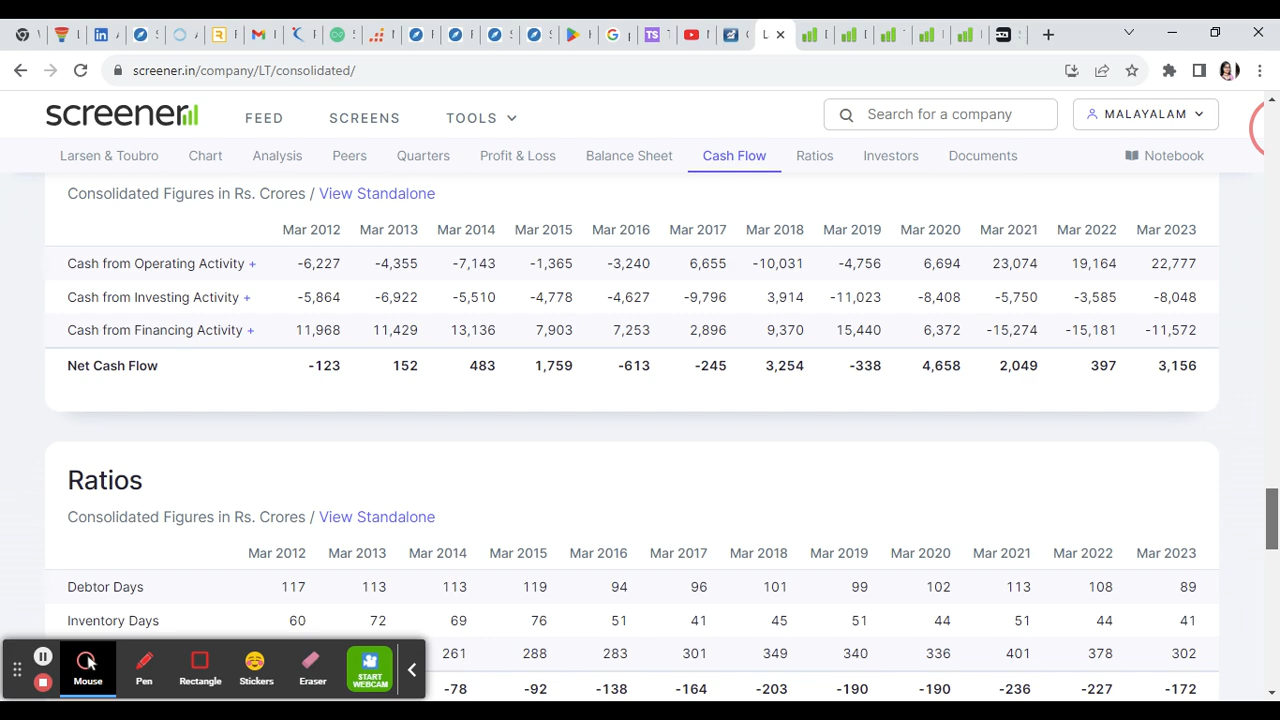 screener.in/company/LT/consolidated/
screener FEED SCREENS TOOLS Search for a company MALAYALAM
Larsen & Toubro Chart Analysis Peers Quarters Profit & Loss Balance Sheet Cash Flow Ratios Investors Documents Notebook
Consolidated Figures in Rs. Crores / View Standalone
Mar 2012 Mar 2013 Mar 2014 Mar 2015 Mar 2016 Mar 2017 Mar 2018 Mar 2019 Mar 2020 Mar 2021 Mar 2022 Mar 2023
Cash from Operating Activity + -6,227 -4,355 -7,143 -1,365 -3,240 6,655 -10,031 -4,756 6,694 23,074 19,164 22,777
Cash from Investing Activity + -5,864 -6,922 -5,510 -4,778 -4,627 -9,796 3,914 -11,023 -8,408 -5,750 -3,585 -8,048
Cash from Financing Activity + 11,968 11,429 13,136 7,903 7,253 2,896 9,370 15,440 6,372 -15,274 -15,181 -11,572
Net Cash Flow -123 152 483 1,759 -613 -245 3,254 -338 4,658 2,049 397 3,156
Ratios
Consolidated Figures in Rs. Crores / View Standalone
Mar 2012 Mar 2013 Mar 2014 Mar 2015 Mar 2016 Mar 2017 Mar 2018 Mar 2019 Mar 2020 Mar 2021 Mar 2022 Mar 2023
Debtor Days 117 113 113 119 94 96 101 99 102 113 108 89
Inventory Days 60 72 69 76 51 41 45 51 44 51 44 41
261 288 283 301 349 340 336 401 378 302
-78 -92 -138 -164 -203 -190 -190 -236 -227 -172
Mouse Pen Rectangle Stickers Eraser START WEBCAM